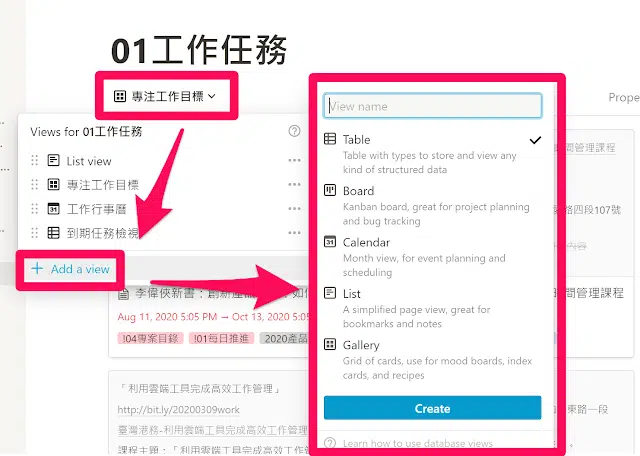 01工作任務
專注工作目標
Views for 01工作任務
List view
專注工作目標
工作行事曆
到期任務檢視
Add a view
View name
Table
Table with types to store and view any
kind of structured data
Board
Kanban board, great for project planning
and bug tracking
Calendar
Month view, for event planning and
scheduling
List
A simplified page view, great for
bookmarks and notes
Gallery
Grid of cards, use for mood boards, index
cards, and recipes
Create
Learn how to use database views
Prope
間管理課程
路四段107號
內容
李偉俠新書：創新產
如
時間管理課程
Aug 11, 2020 5:05 PM → Oct 13, 2020 5:05
!04專案目錄
!01每日推進
2020產品
「利用雲端工具完成高效工作管理」
http://bit.ly/20200309work
臺灣港務-利用雲端工具完成高效工作管理
課程主題：「利用雲端工具完成高效工作管
東路一段